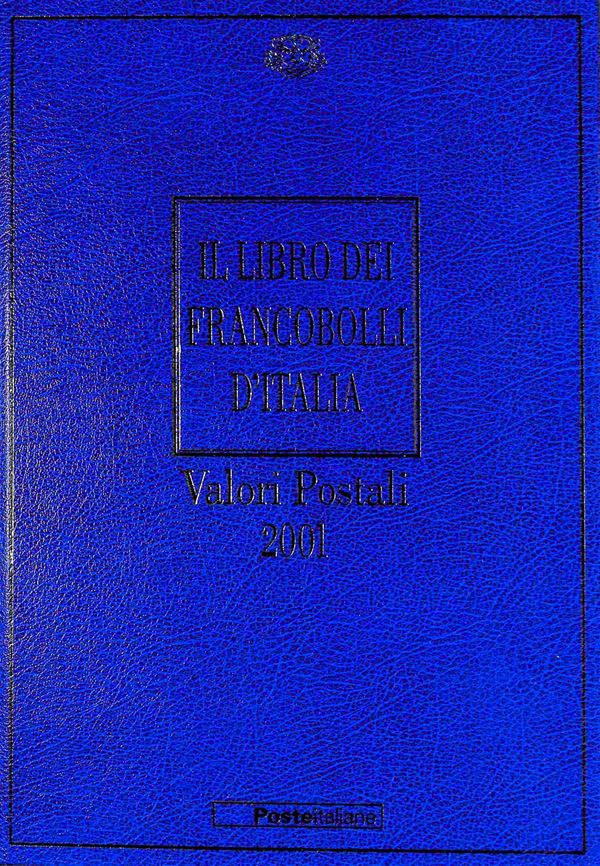 IL LIBRO DEI
FRANCOBOLLI
D'ITALIA
Valori Postali
2001
Posteitaliane